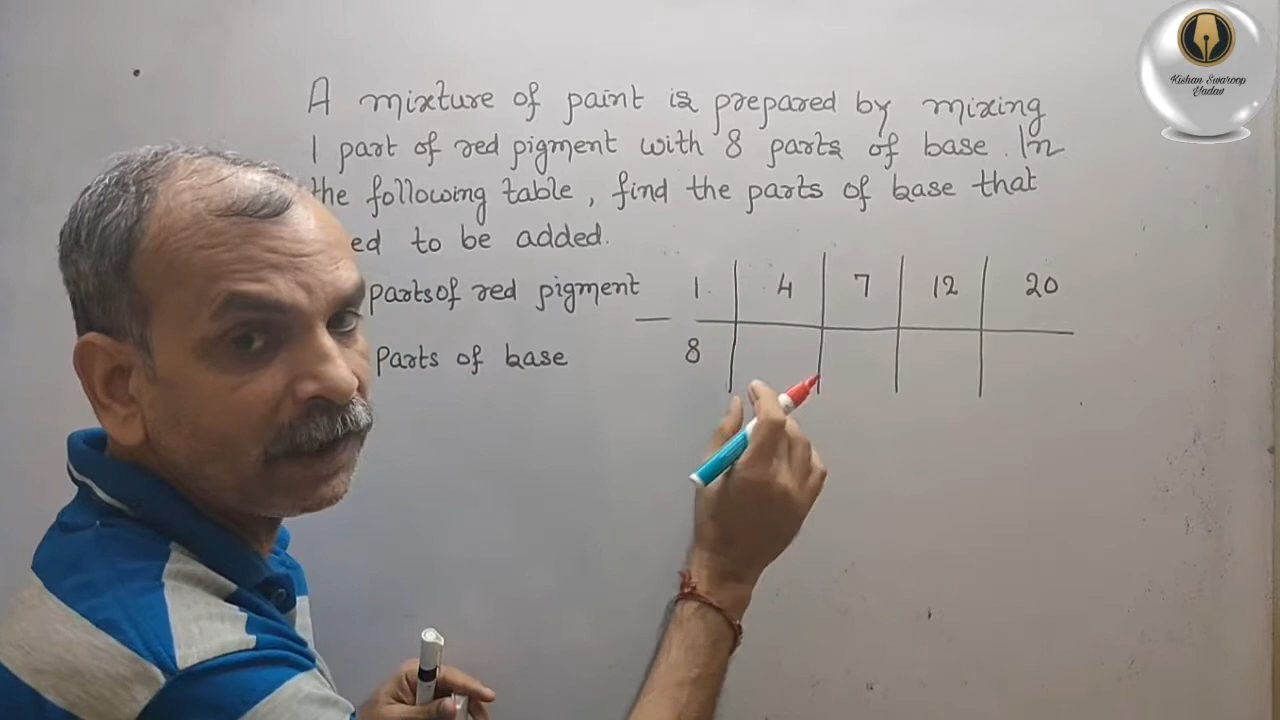 A mixture of paint is prepared by mixing
1 part of red pigment with 8 parts of base. In
the following table, find the parts of base that
ed to be added.
parts of red pigment 1 4 7 12 20
Parts of base 8
Kishan Swaroop
Yadav